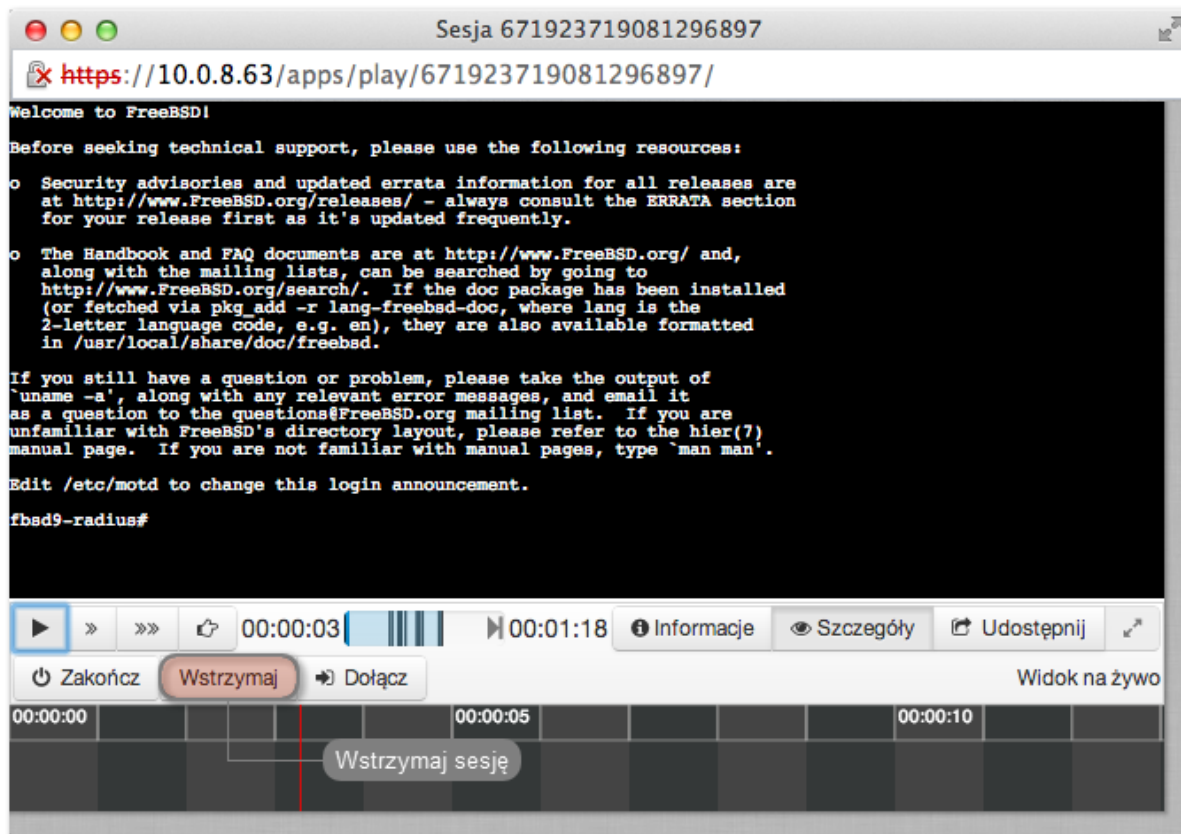 Sesja 671923719081296897
https://10.0.8.63/apps/play/671923719081296897/
Welcome to FreeBSD!
Before seeking technical support, please use the following resources:
o  Security advisories and updated errata information for all releases are
at http://www.FreeBSD.org/releases/ - always consult the ERRATA section
for your release first as it's updated frequently.
o  The Handbook and FAQ documents are at http://www.FreeBSD.org/ and,
along with the mailing lists, can be searched by going to
http://www.FreeBSD.org/search/.  If the doc package has been installed
(or fetched via pkg_add -r lang-freebsd-doc, where lang is the
2-letter language code, e.g. en), they are also available formatted
in /usr/local/share/doc/freebsd.
If you still have a question or problem, please take the output of
`uname -a', along with any relevant error messages, and email it
as a question to the questions@FreeBSD.org mailing list.  If you are
unfamiliar with FreeBSD's directory layout, please refer to the hier(7)
manual page.  If you are not familiar with manual pages, type `man man'.
Edit /etc/motd to change this login announcement.
fbsd9-radius#
00:00:03 00:01:18 Informacje Szczegóły Udostępnij
Zakończ Wstrzymaj Dołącz Widok na żywo
00:00:00 00:00:05 00:00:10
Wstrzymaj sesję